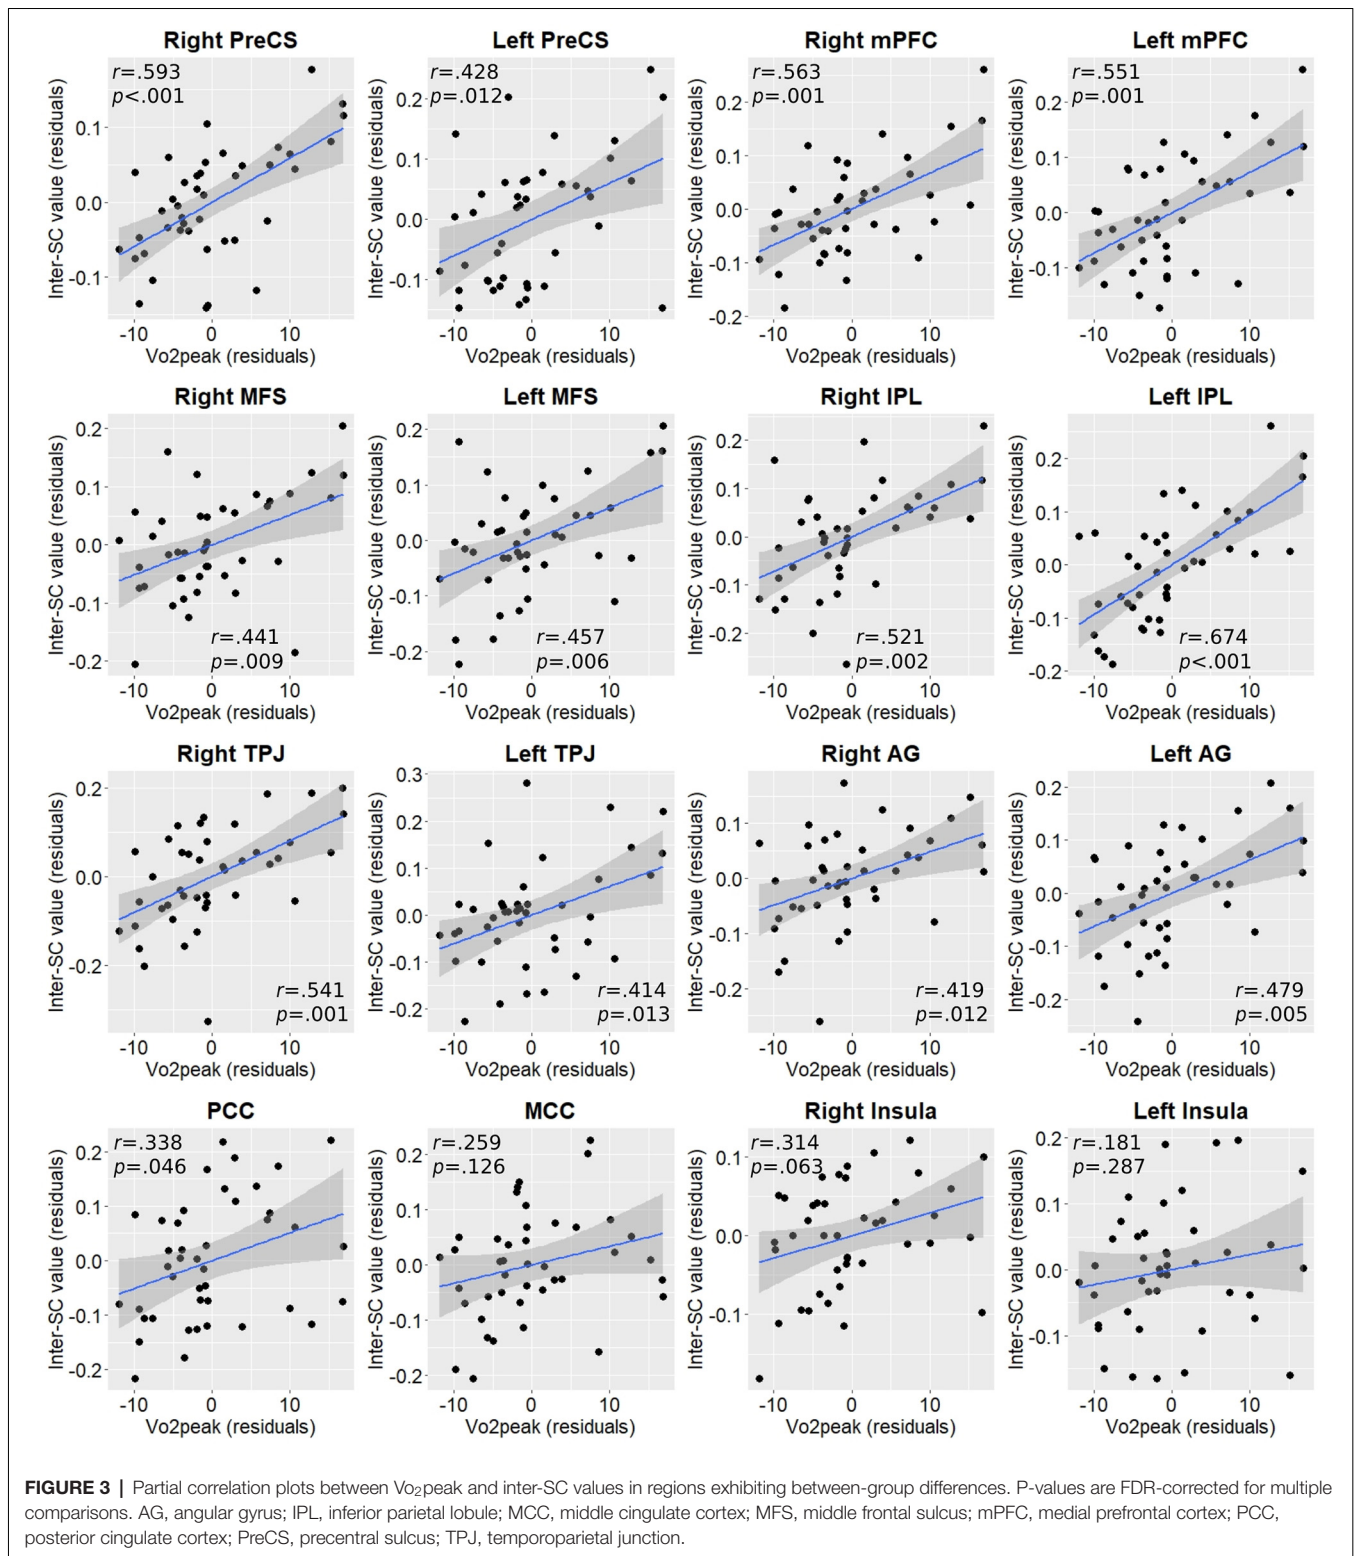 Right PreCS
Left PreCS
Right mPFC
Left mPFC
r=.593
p<.001
r=.428
p=.012
r=.563
p=.001
r=.551
p=.001
Inter-SC value (residuals)
0.1
0.0
-0.1
Inter-SC value (residuals)
0.2
0.1
0.0
-0.1
Inter-SC value (residuals)
0.2
0.1
0.0
-0.1
-0.2
Inter-SC value (residuals)
0.2
0.1
0.0
-0.1
-10 0 10
-10 0 10
-10 0 10
-10 0 10
Vo2peak (residuals)
Vo2peak (residuals)
Vo2peak (residuals)
Vo2peak (residuals)
Right MFS
Left MFS
Right IPL
Left IPL
Inter-SC value (residuals)
0.2
0.1
0.0
-0.1
-0.2
Inter-SC value (residuals)
0.2
0.1
0.0
-0.1
-0.2
Inter-SC value (residuals)
0.2
0.1
0.0
-0.1
-0.2
Inter-SC value (residuals)
0.2
0.1
0.0
-0.1
-0.2
r=.441
p=.009
r=.457
p=.006
r=.521
p=.002
r=.674
p<.001
-10 0 10
-10 0 10
-10 0 10
-10 0 10
Vo2peak (residuals)
Vo2peak (residuals)
Vo2peak (residuals)
Vo2peak (residuals)
Right TPJ
Left TPJ
Right AG
Left AG
Inter-SC value (residuals)
0.2
0.0
-0.2
Inter-SC value (residuals)
0.3
0.2
0.1
0.0
-0.1
-0.2
Inter-SC value (residuals)
0.1
0.0
-0.1
-0.2
Inter-SC value (residuals)
0.2
0.1
0.0
-0.1
-0.2
r=.541
p=.001
r=.414
p=.013
r=.419
p=.012
r=.479
p=.005
-10 0 10
-10 0 10
-10 0 10
-10 0 10
Vo2peak (residuals)
Vo2peak (residuals)
Vo2peak (residuals)
Vo2peak (residuals)
PCC
MCC
Right Insula
Left Insula
r=.338
p=.046
r=.259
p=.126
r=.314
p=.063
r=.181
p=.287
Inter-SC value (residuals)
0.2
0.1
0.0
-0.1
-0.2
Inter-SC value (residuals)
0.2
0.1
0.0
-0.1
-0.2
Inter-SC value (residuals)
0.1
0.0
-0.1
Inter-SC value (residuals)
0.2
0.1
0.0
-0.1
-10 0 10
-10 0 10
-10 0 10
-10 0 10
Vo2peak (residuals)
Vo2peak (residuals)
Vo2peak (residuals)
Vo2peak (residuals)
FIGURE 3 | Partial correlation plots between Vo2peak and inter-SC values in regions exhibiting between-group differences. P-values are FDR-corrected for multiple
comparisons. AG, angular gyrus; IPL, inferior parietal lobule; MCC, middle cingulate cortex; MFS, middle frontal sulcus; mPFC, medial prefrontal cortex; PCC,
posterior cingulate cortex; PreCS, precentral sulcus; TPJ, temporoparietal junction.